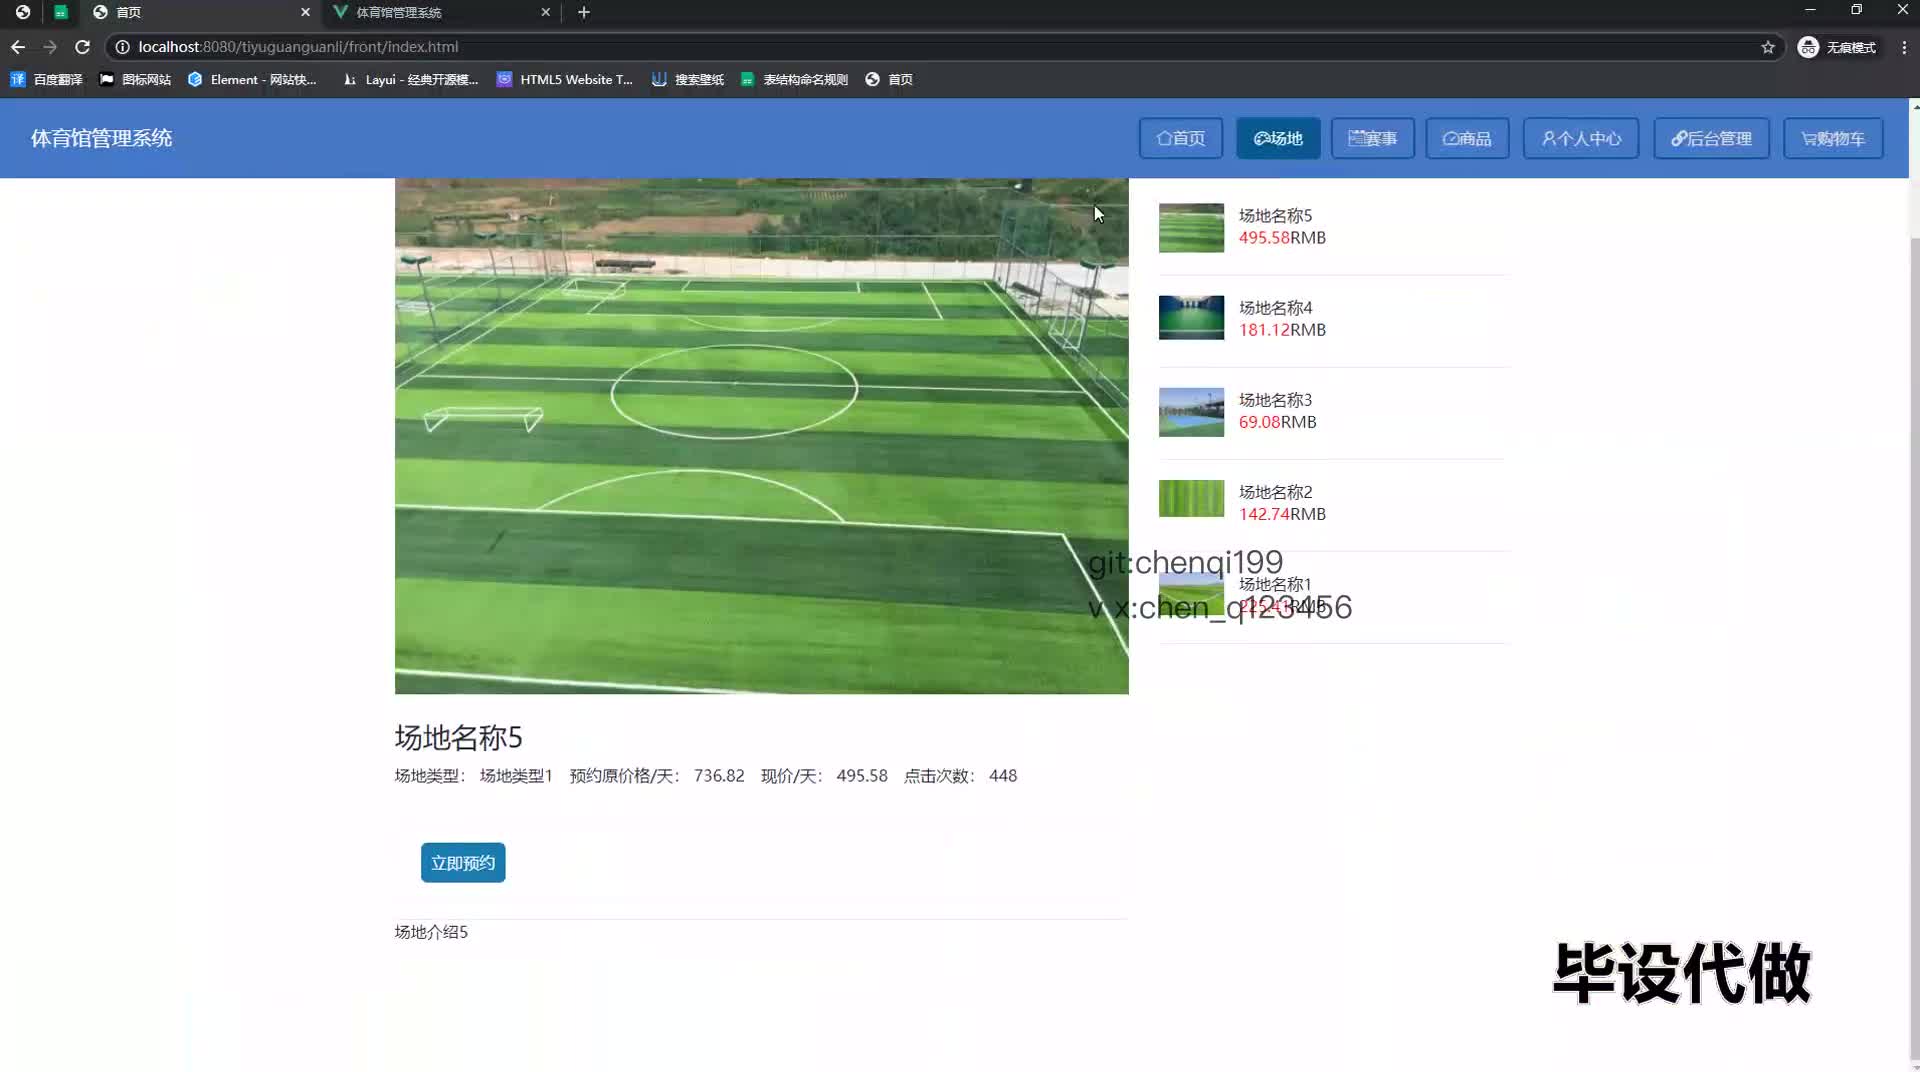 首页
体育馆管理系统
localhost:8080/tiyuguanguanli/front/index.html
无痕模式
百度翻译
图标网站
Element - 网站快...
Layui - 经典开源模...
HTML5 Website T...
搜索壁纸
表结构命名规则
首页
体育馆管理系统
首页
场地
赛事
商品
个人中心
后台管理
购物车
场地名称5
495.58RMB
场地名称4
181.12RMB
场地名称3
69.08RMB
场地名称2
142.74RMB
git:chenqi199
场地名称1
225.41RMB
v x:chen_q123456
场地名称5
场地类型: 场地类型1 预约原价格/天: 736.82 现价/天: 495.58 点击次数: 448
立即预约
场地介绍5
毕设代做